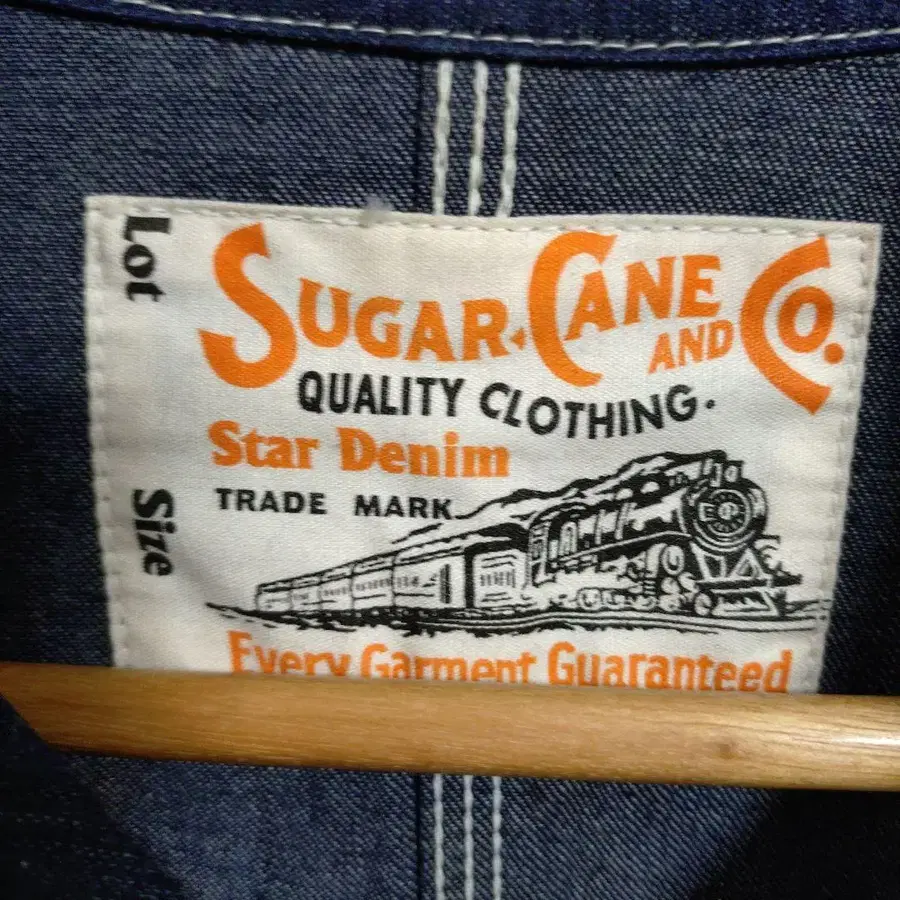 Lot
SUGAR CANE AND CO.
QUALITY CLOTHING.
Star Denim
TRADE MARK
Size
Every Garment Guaranteed